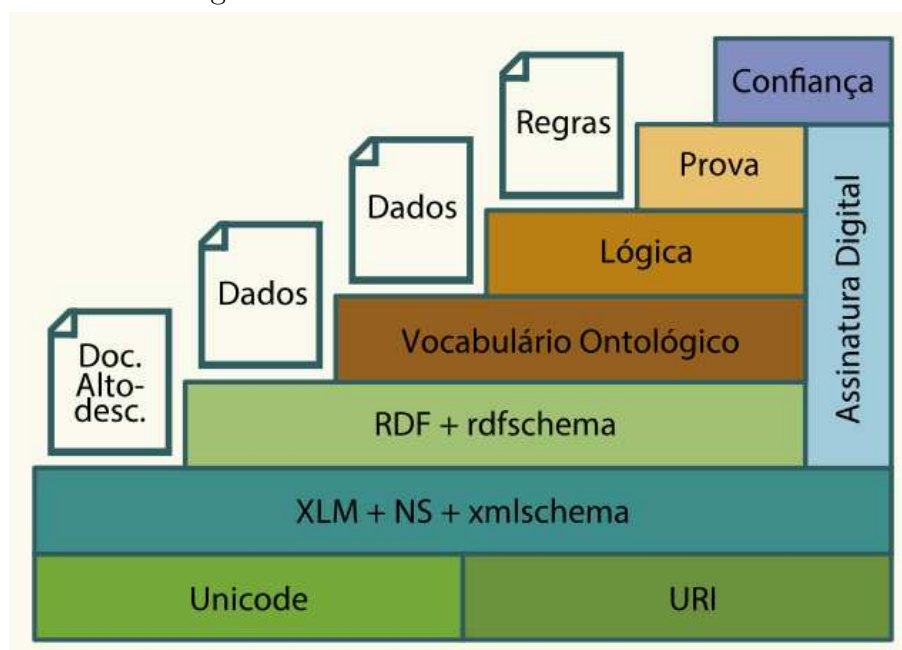 Confiança
Regras
Prova
Dados
Lógica
Assinatura Digital
Dados
Vocabulário Ontológico
Doc.
Alto-
desc.
RDF + rdfschema
XLM + NS + xmlschema
Unicode
URI